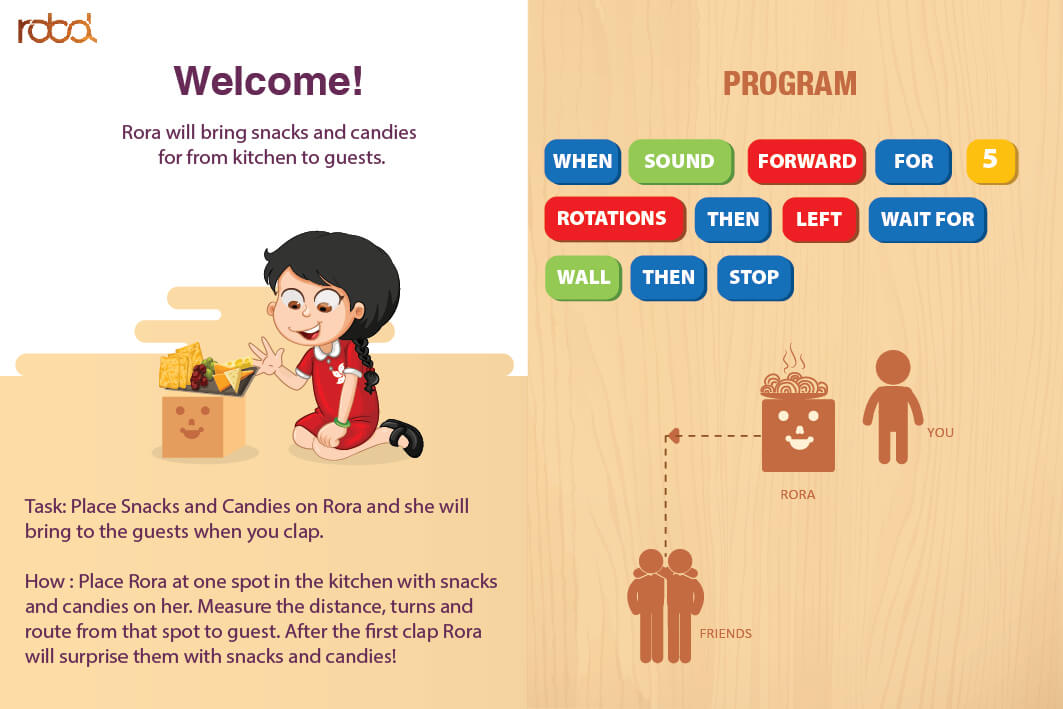 robol
Welcome!
Rora will bring snacks and candies
for from kitchen to guests.
Task: Place Snacks and Candies on Rora and she will
bring to the guests when you clap.
How : Place Rora at one spot in the kitchen with snacks
and candies on her. Measure the distance, turns and
route from that spot to guest. After the first clap Rora
will surprise them with snacks and candies!
PROGRAM
WHEN SOUND FORWARD FOR 5
ROTATIONS THEN LEFT WAIT FOR
WALL THEN STOP
YOU
RORA
FRIENDS